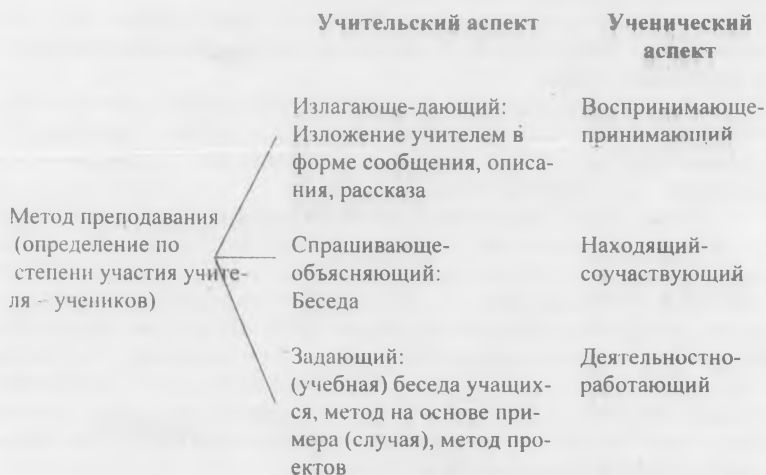 Учительский аспект
Ученический
аспект
Излагающе-дающий:
Изложение учителем в
форме сообщения, описа-
ния, рассказа
Воспринимающе-
принимающий
Метод преподавания
(определение по
степени участия учите-
ля – учеников)
Спрашивающе-
объясняющий:
Беседа
Находящий-
соучаствующий
Задающий:
(учебная) беседа учащих-
ся, метод на основе при-
мера (случая), метод про-
ектов
Деятельностно-
работающий